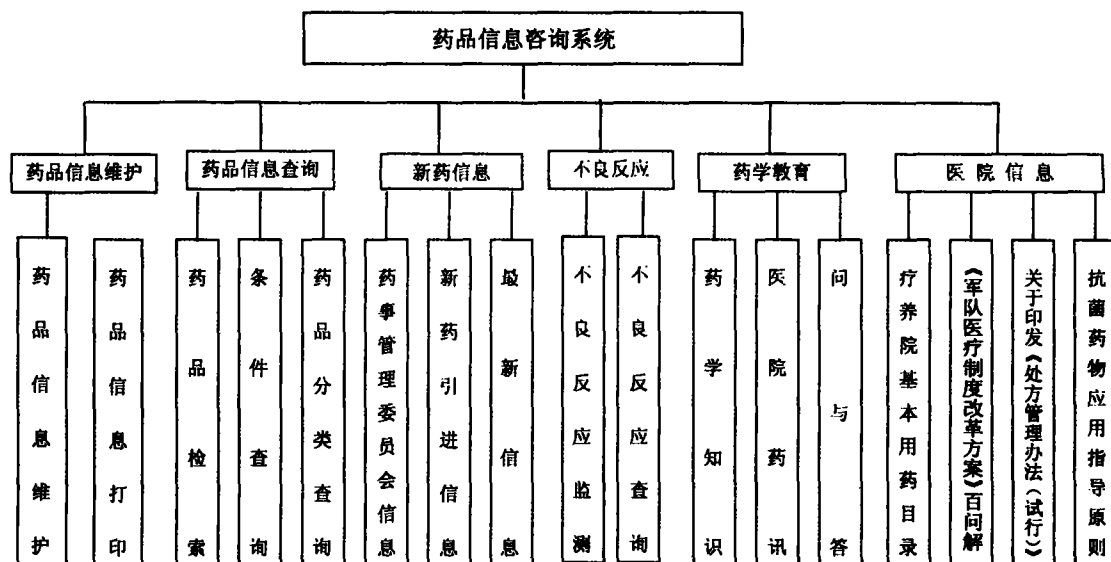 药品信息咨询系统
药品信息维护
药品信息查询
新药信息
不良反应
药学教育
医院信息
药品信息维护
药品信息打印
药品检索
条件查询
药品分类查询
药事管理委员会信息
新药引进信息
最新信息
不良反应监测
不良反应查询
药学知识
医院药讯
问与答
疗养院基本用药目录
《军队医疗制度改革方案》百问解
关于印发《处方管理办法(试行)》
抗菌药物应用指导原则